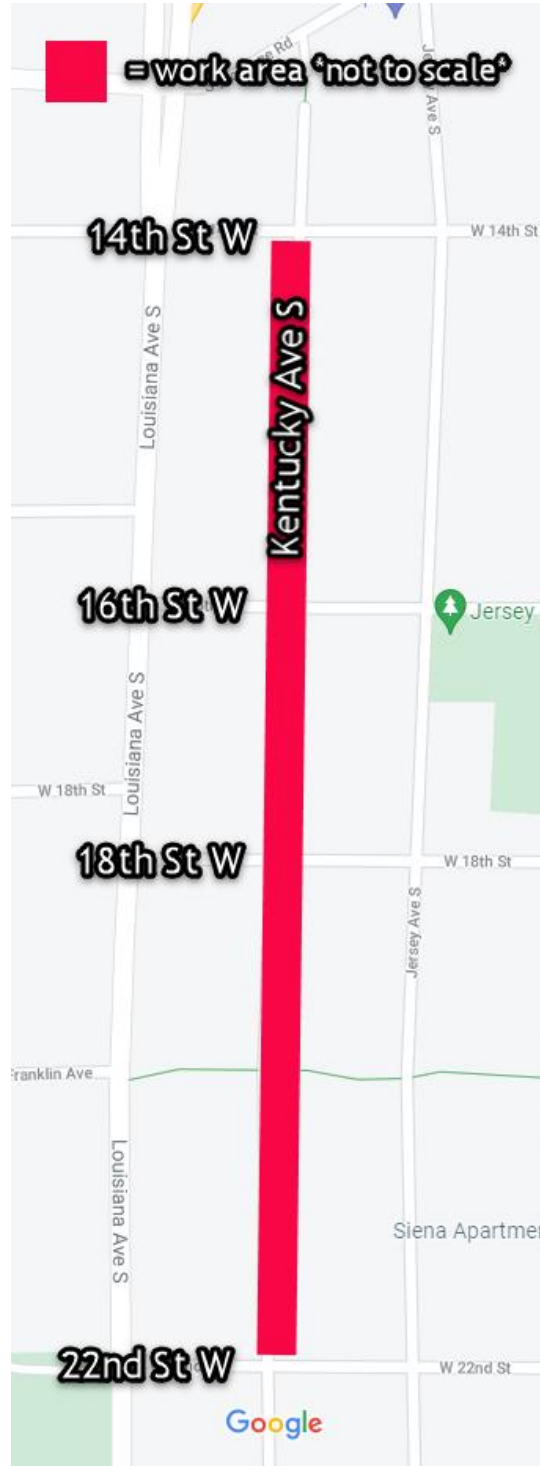 = work area *not to scale*
14th St W
W 14th St
Louisiana Ave S
Kentucky Ave S
16th St W
Jersey
Louisiana Ave S
W 18th St
18th St W
W 18th St
Jersey Ave S
Franklin Ave
Louisiana Ave S
Siena Apartme
22nd St W
W 22nd St
Google